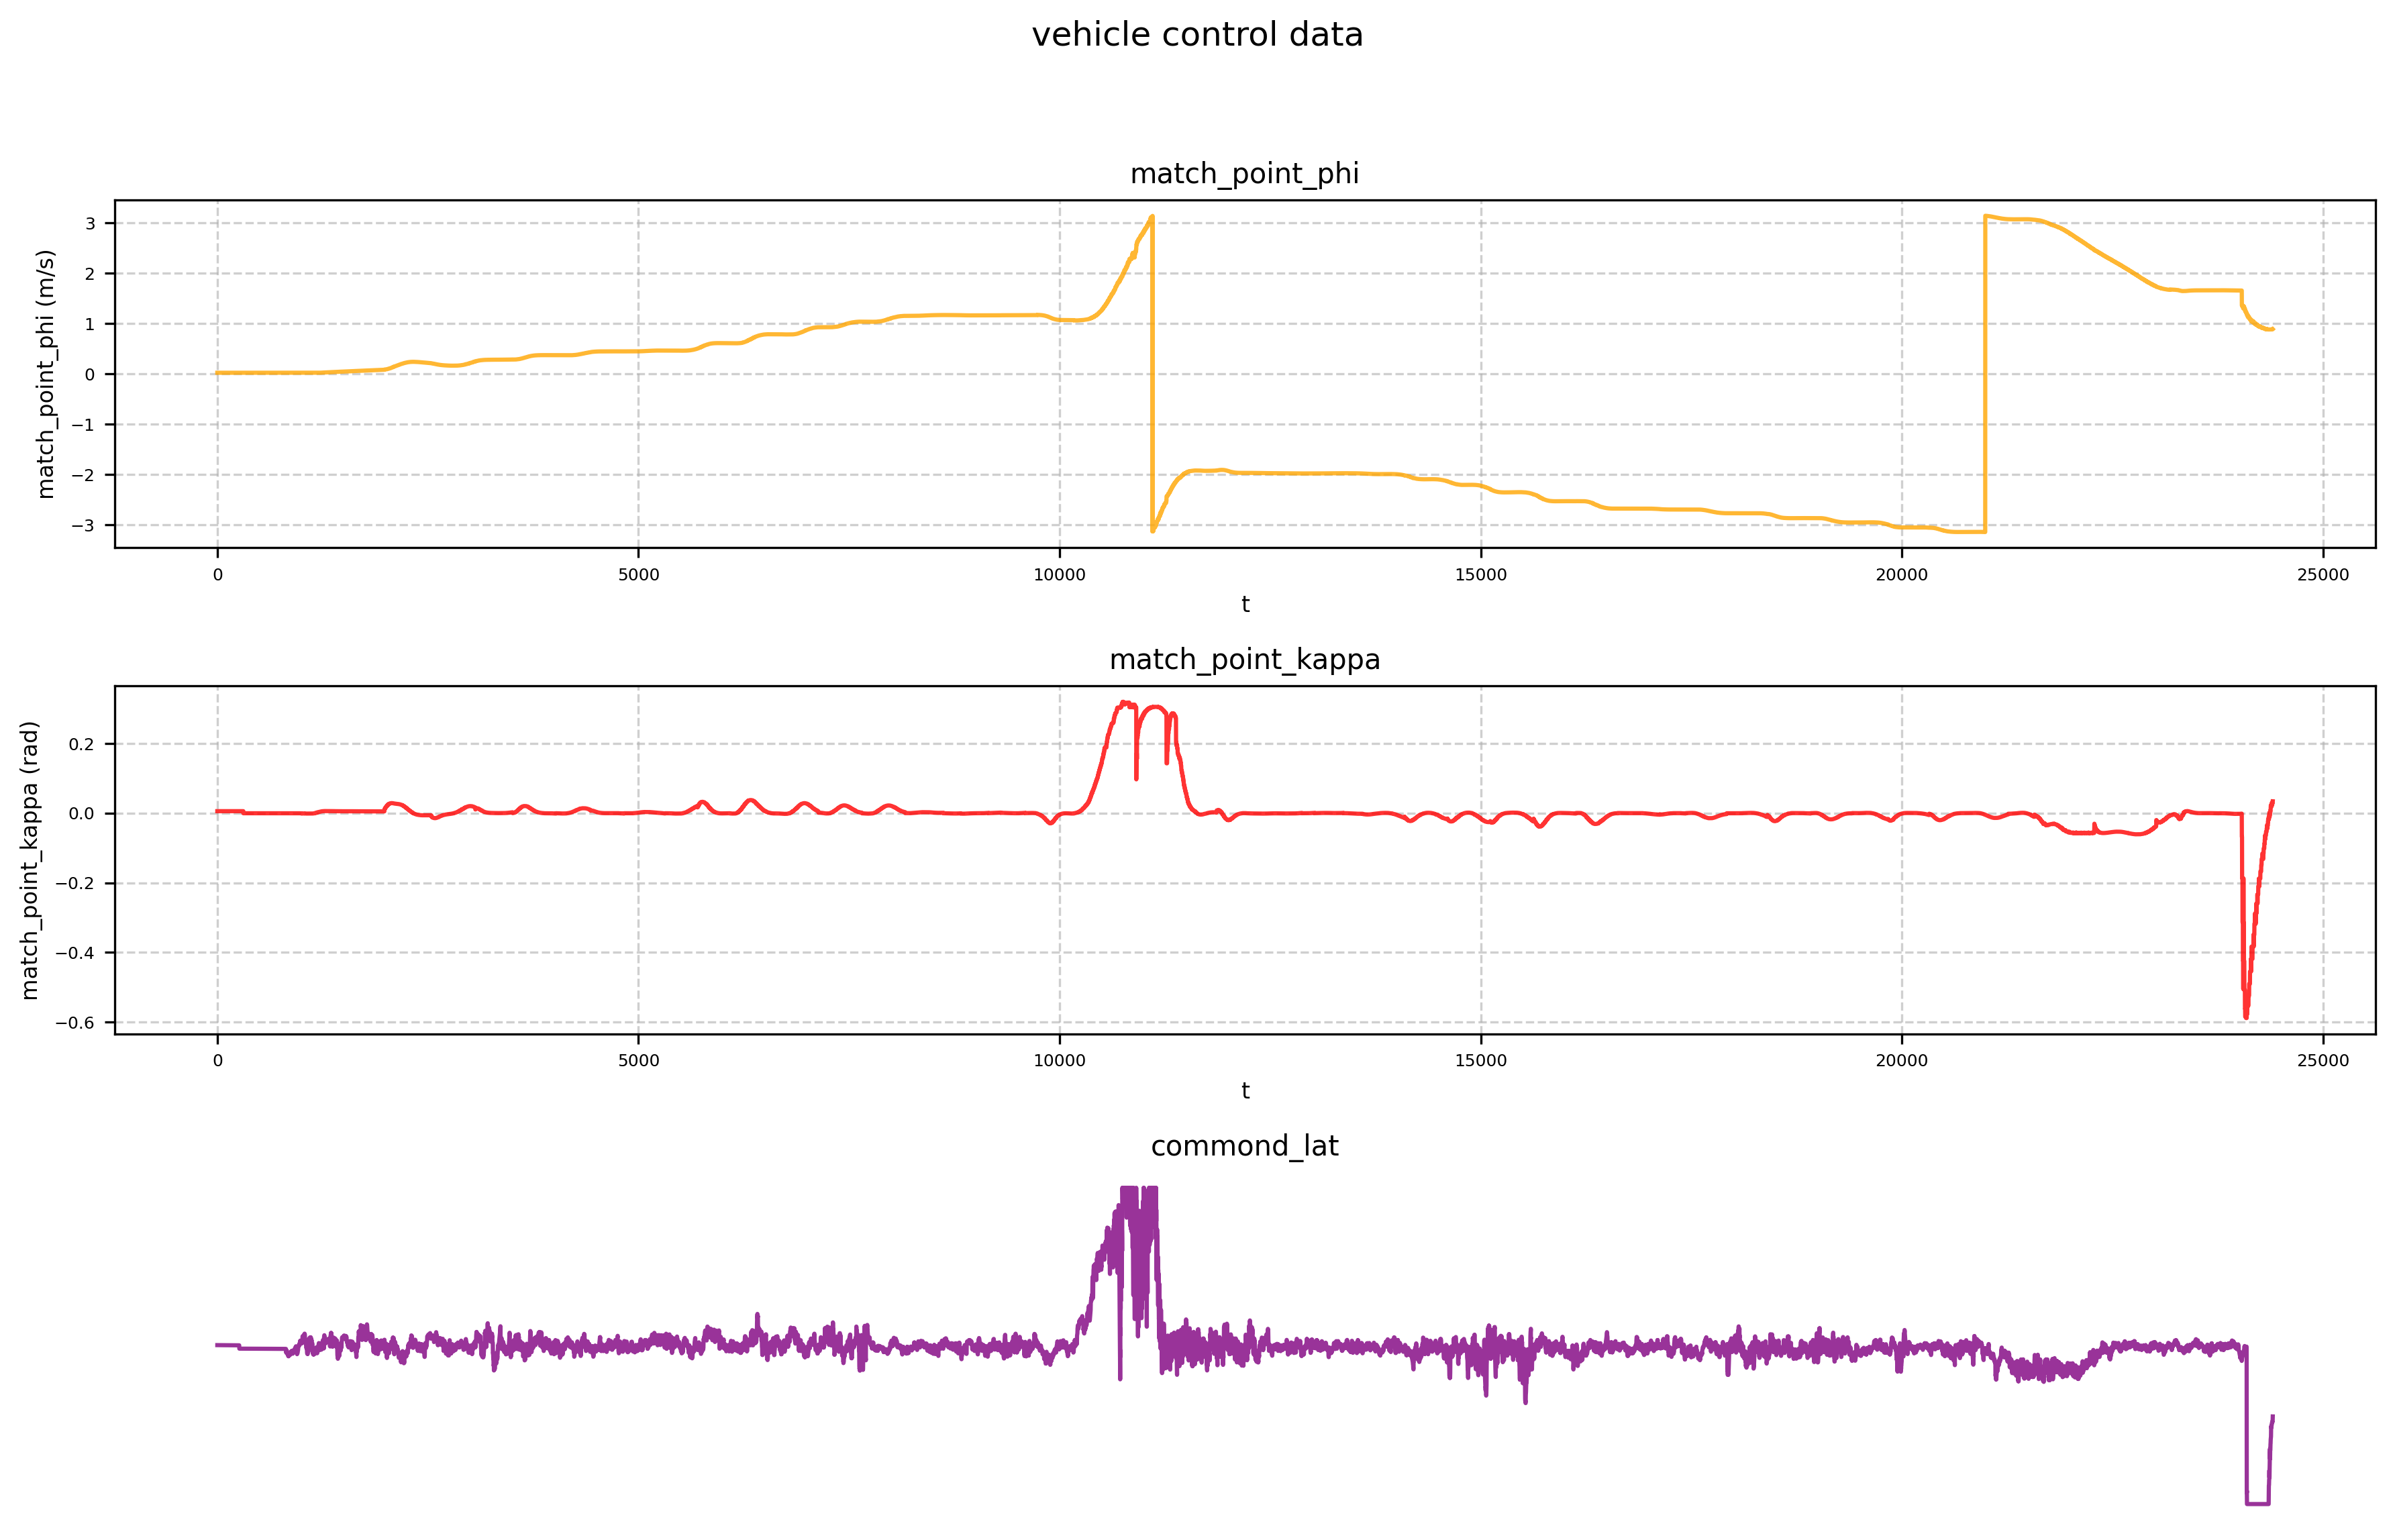 vehicle control data
match_point_phi
match_point_phi (m/s)
3
2
1
0
−1
−2
−3
0 5000 10000 15000 20000 25000
t
match_point_kappa
match_point_kappa (rad)
0.2
0.0
−0.2
−0.4
−0.6
0 5000 10000 15000 20000 25000
t
commond_lat